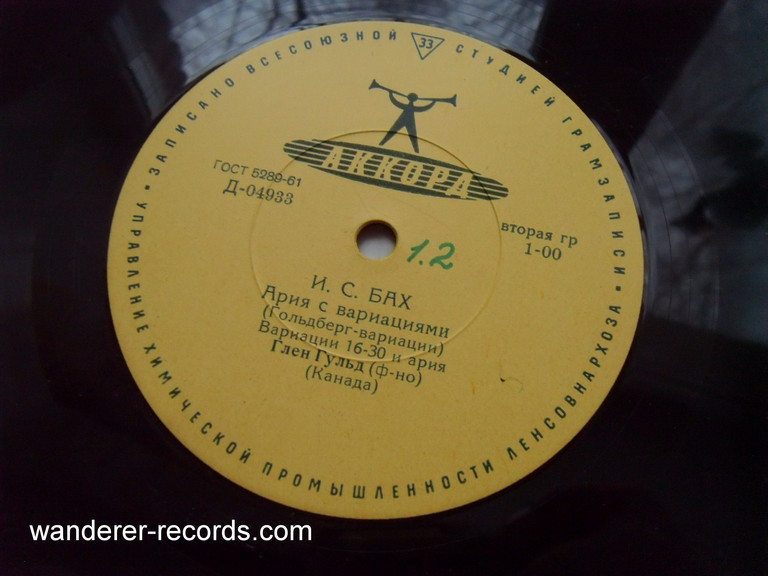 ЗАПИСАНО ВСЕСОЮЗНОЙ 33 СТУДИЕЙ ГРАМЗАПИСИ •
УПРАВЛЕНИЕ ХИМИЧЕСКОЙ ПРОМЫШЛЕННОСТИ ЛЕНСОВНАРХОЗА •
АККОРД
ГОСТ 5289-61
Д-04933
вторая гр
1-00
1.2
И. С. БАХ
Ария с вариациями
(Гольдберг-вариации)
Вариации 16-30 и ария
Глен Гульд (ф-но)
(Канада)
wanderer-records.com